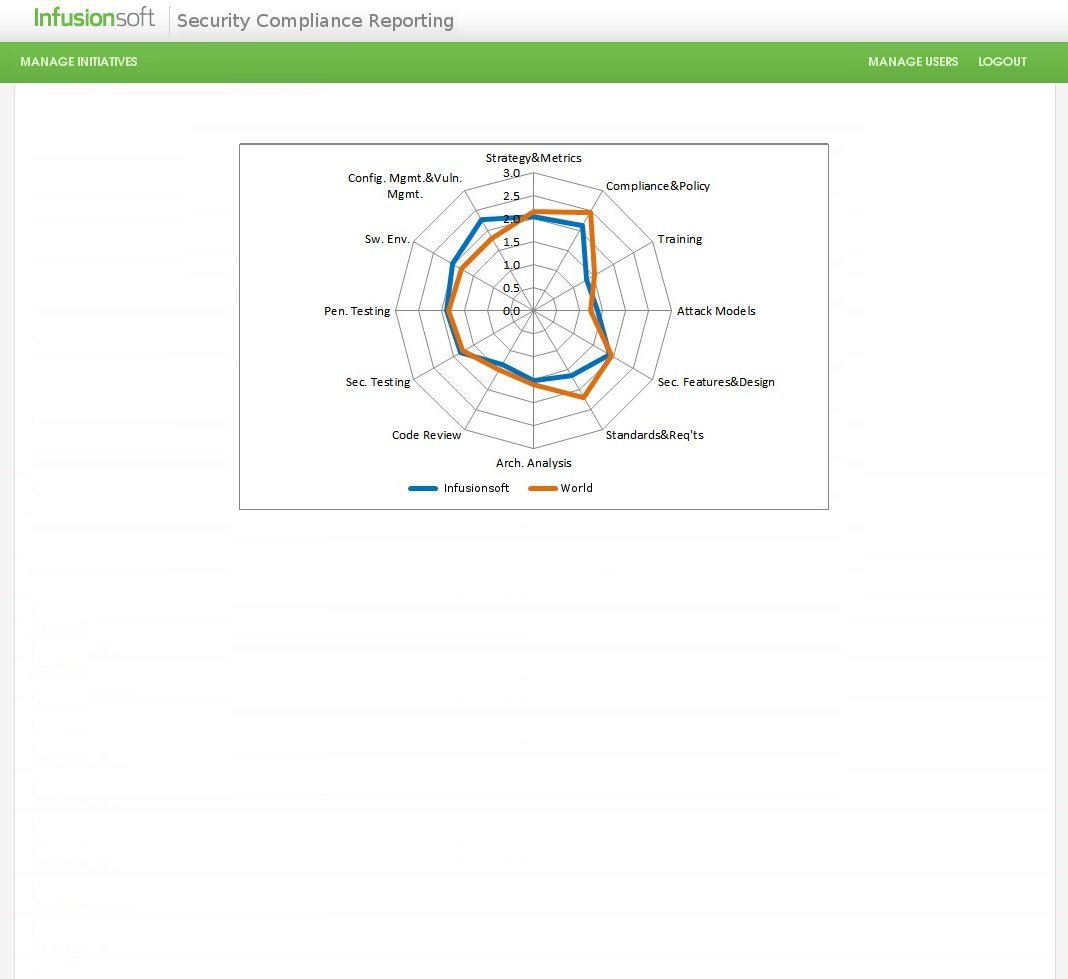 Infusionsoft Security Compliance Reporting
MANAGE INITIATIVES MANAGE USERS LOGOUT
Strategy&Metrics
Config. Mgmt.&Vuln.
Mgmt.
3.0
Compliance&Policy
2.5
2.0
Sw. Env.
1.5
Training
1.0
0.5
Pen. Testing
0.0
Attack Models
Sec. Testing
Sec. Features&Design
Code Review
Standards&Req'ts
Arch. Analysis
Infusionsoft World